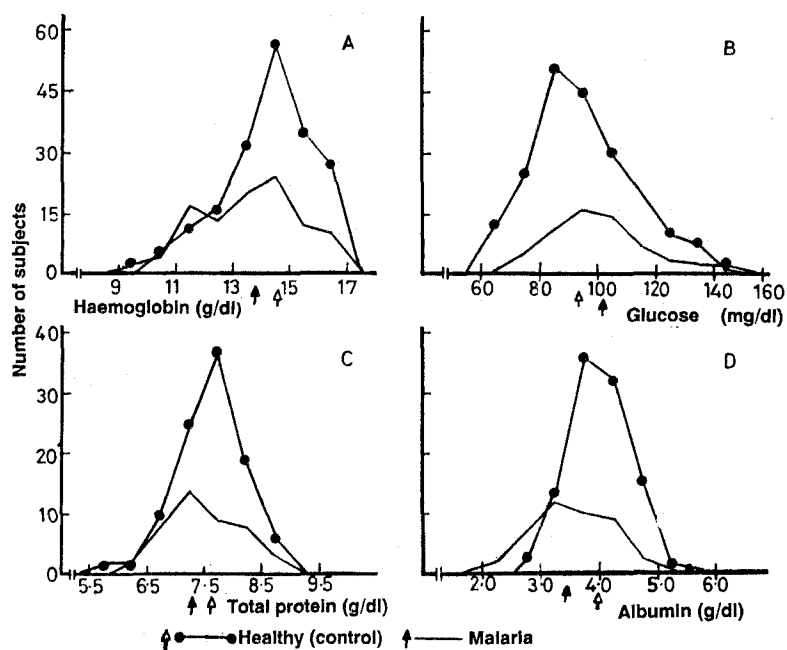 Number of subjects
60
45
30
15
0
A
9 11 13 15 17
Haemoglobin (g/dl)
B
60 80 100 120 140 160
Glucose (mg/dl)
40
30
20
10
0
C
5·5 6·5 7·5 8·5 9·5
Total protein (g/dl)
D
2·0 3·0 4·0 5·0 6·0
Albumin (g/dl)
Healthy (control) Malaria